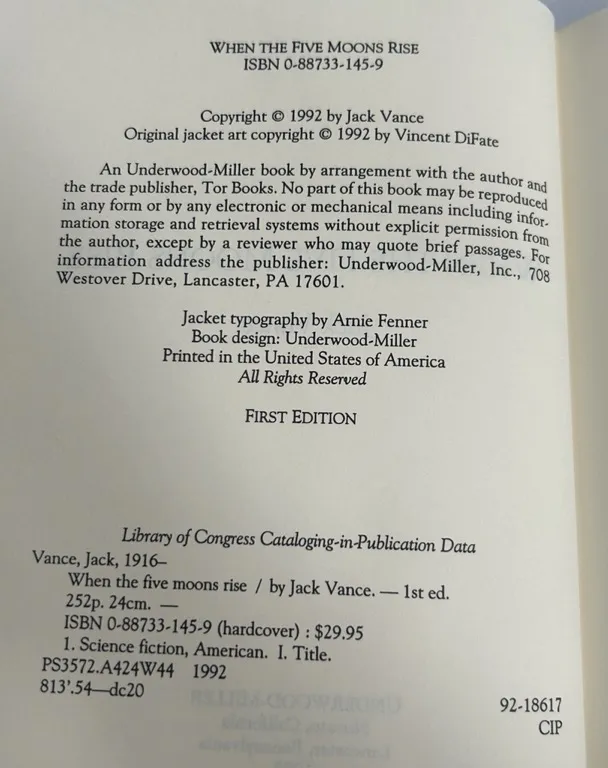 WHEN THE FIVE MOONS RISE
ISBN 0-88733-145-9
Copyright © 1992 by Jack Vance
Original jacket art copyright © 1992 by Vincent DiFate
An Underwood-Miller book by arrangement with the author and
the trade publisher, Tor Books. No part of this book may be reproduced
in any form or by any electronic or mechanical means including infor-
mation storage and retrieval systems without explicit permission from
the author, except by a reviewer who may quote brief passages. For
information address the publisher: Underwood-Miller, Inc., 708
Westover Drive, Lancaster, PA 17601.
Jacket typography by Arnie Fenner
Book design: Underwood-Miller
Printed in the United States of America
All Rights Reserved
FIRST EDITION
Library of Congress Cataloging-in-Publication Data
Vance, Jack, 1916–
When the five moons rise / by Jack Vance. — 1st ed.
252p. 24cm. —
ISBN 0-88733-145-9 (hardcover) : $29.95
1. Science fiction, American. I. Title.
PS3572.A424W44 1992
813'.54—dc20
92-18617
CIP